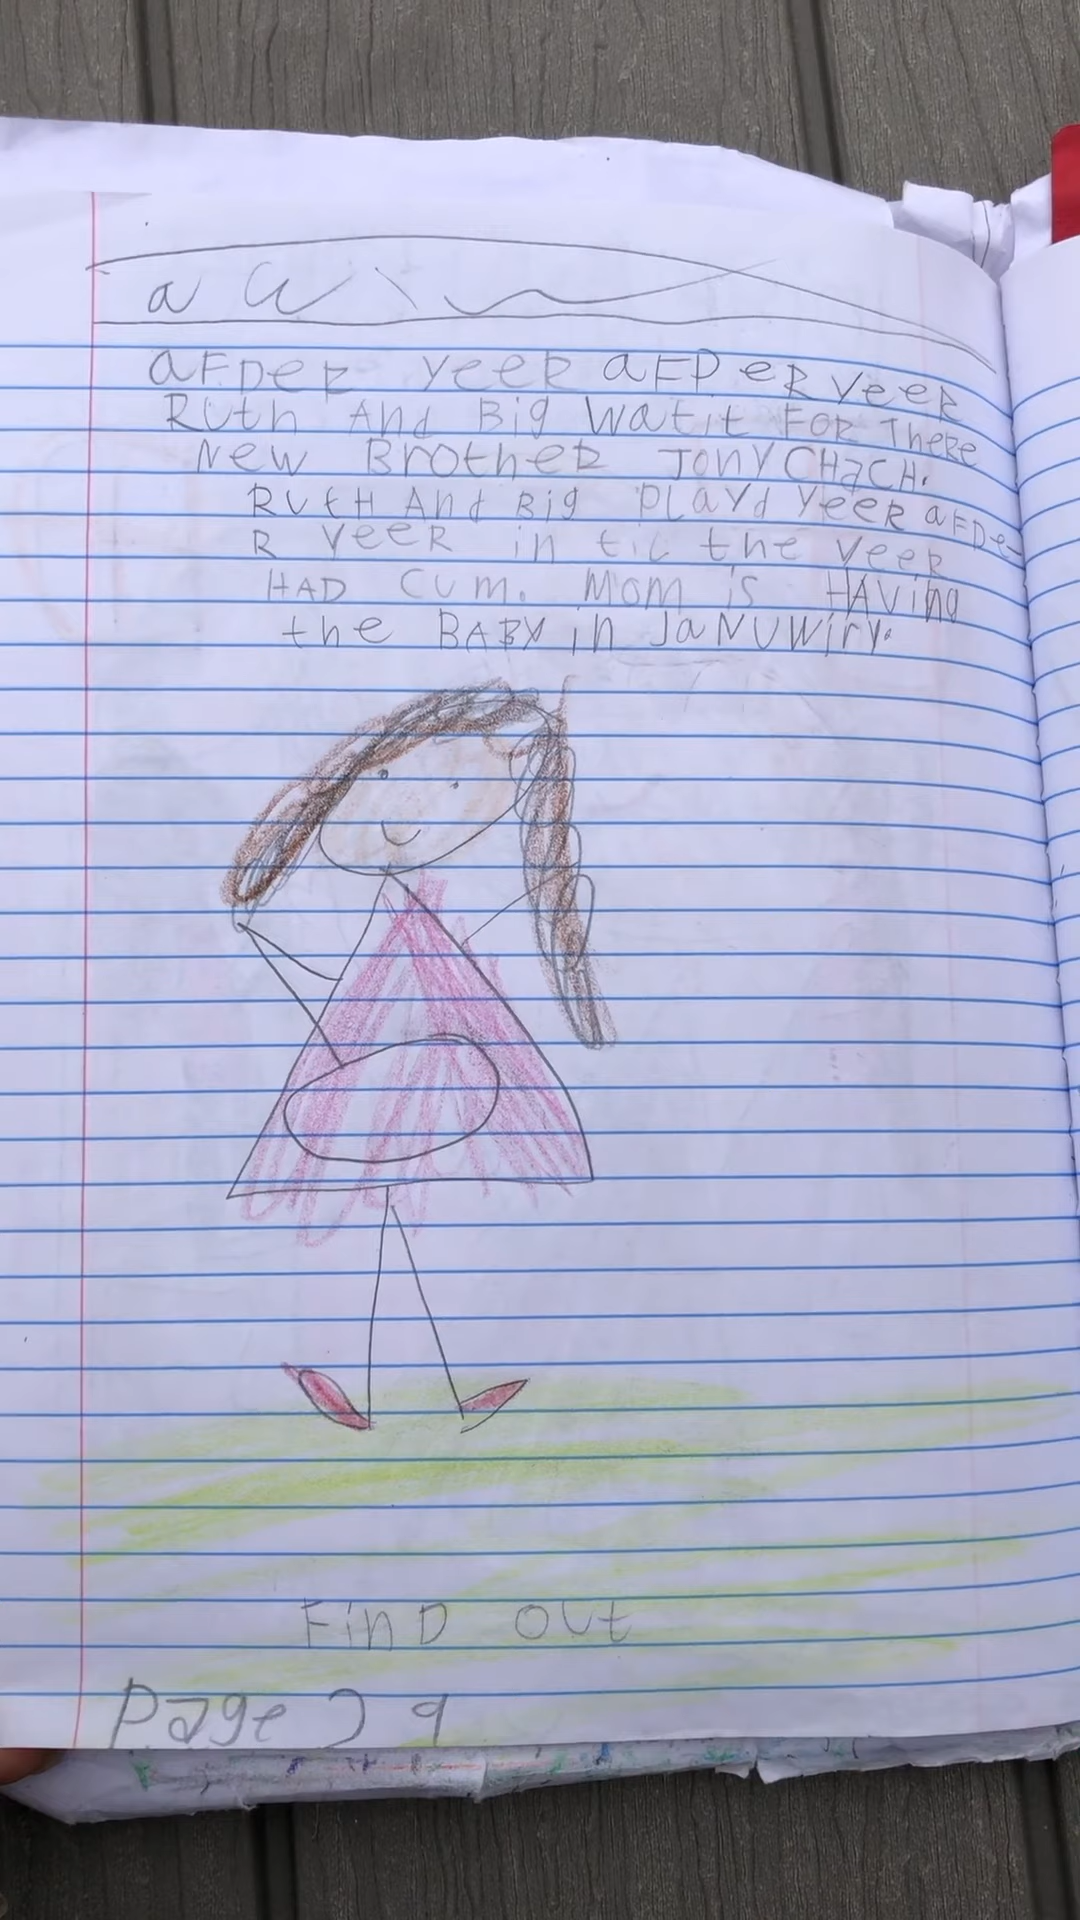 AFDER YEER AFDER YEER
RUTH AND Big WATiT FOR THERE
NEW BROTHER JONY CHACH.
RUtH AND Big PLAYD YEER AFDE-
R YEER in tiL the YEER
HAD CUM. MOM is HAVing
the BABY in JaNUWiRY.
FinD OUt
Page 29